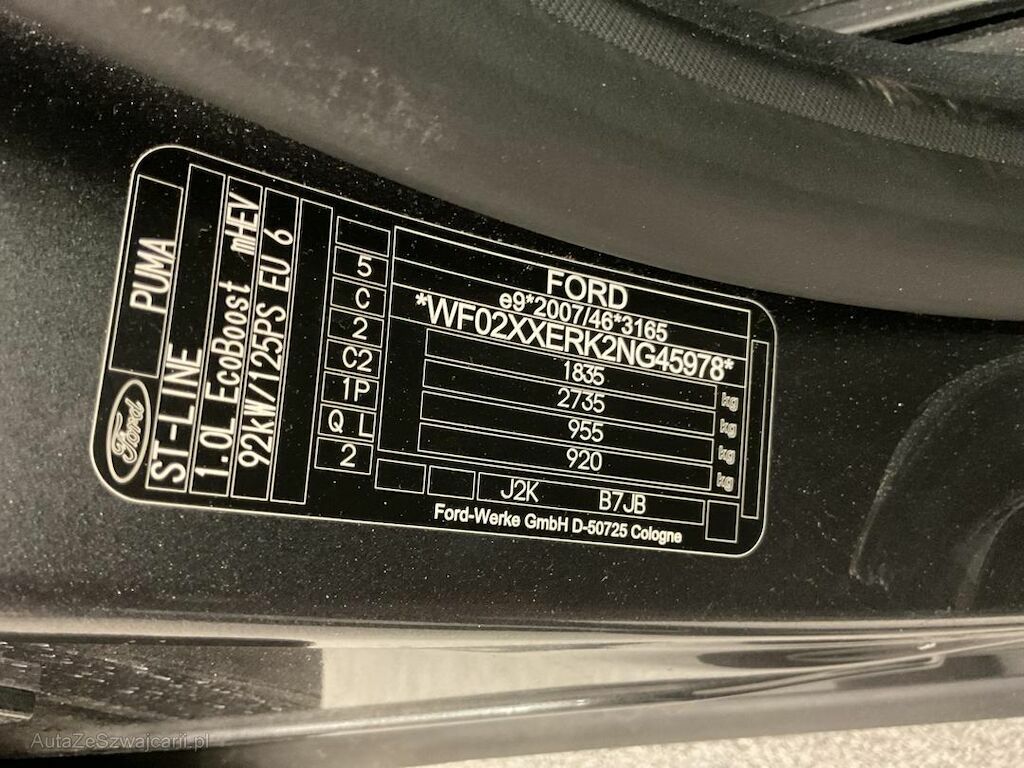 PUMA
Ford
ST-LINE
1.0L EcoBoost mHEV
92kW/125PS EU 6
5
C
2
C2
1P
Q L
2
FORD
e9*2007/46*3165
*WF02XXERK2NG45978*
1835 kg
2735 kg
955 kg
920 kg
J2K B7JB
Ford-Werke GmbH D-50725 Cologne
AutaZeSzwajcarii.pl